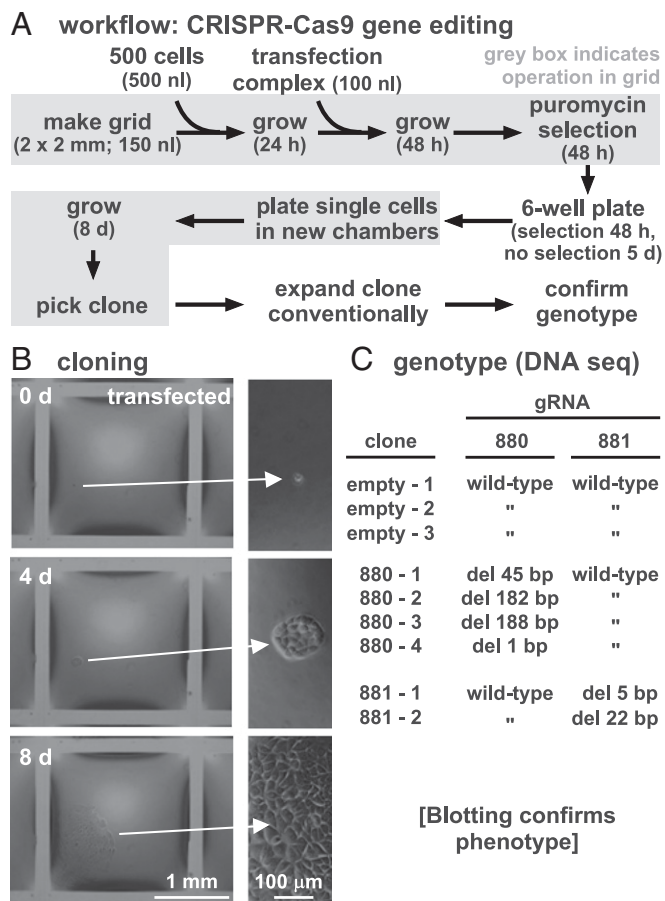 A workflow: CRISPR-Cas9 gene editing
500 cells
(500 nl)
transfection
complex (100 nl)
grey box indicates
operation in grid
make grid
(2 x 2 mm; 150 nl)
grow
(24 h)
grow
(48 h)
puromycin
selection
(48 h)
6-well plate
(selection 48 h,
no selection 5 d)
plate single cells
in new chambers
grow
(8 d)
pick clone
expand clone
conventionally
confirm
genotype
B cloning
0 d transfected
4 d
8 d
1 mm
100 µm
C genotype (DNA seq)
gRNA
clone 880 881
empty - 1 wild-type wild-type
empty - 2 " "
empty - 3 " "
880 - 1 del 45 bp wild-type
880 - 2 del 182 bp "
880 - 3 del 188 bp "
880 - 4 del 1 bp "
881 - 1 wild-type del 5 bp
881 - 2 " del 22 bp
[Blotting confirms
phenotype]